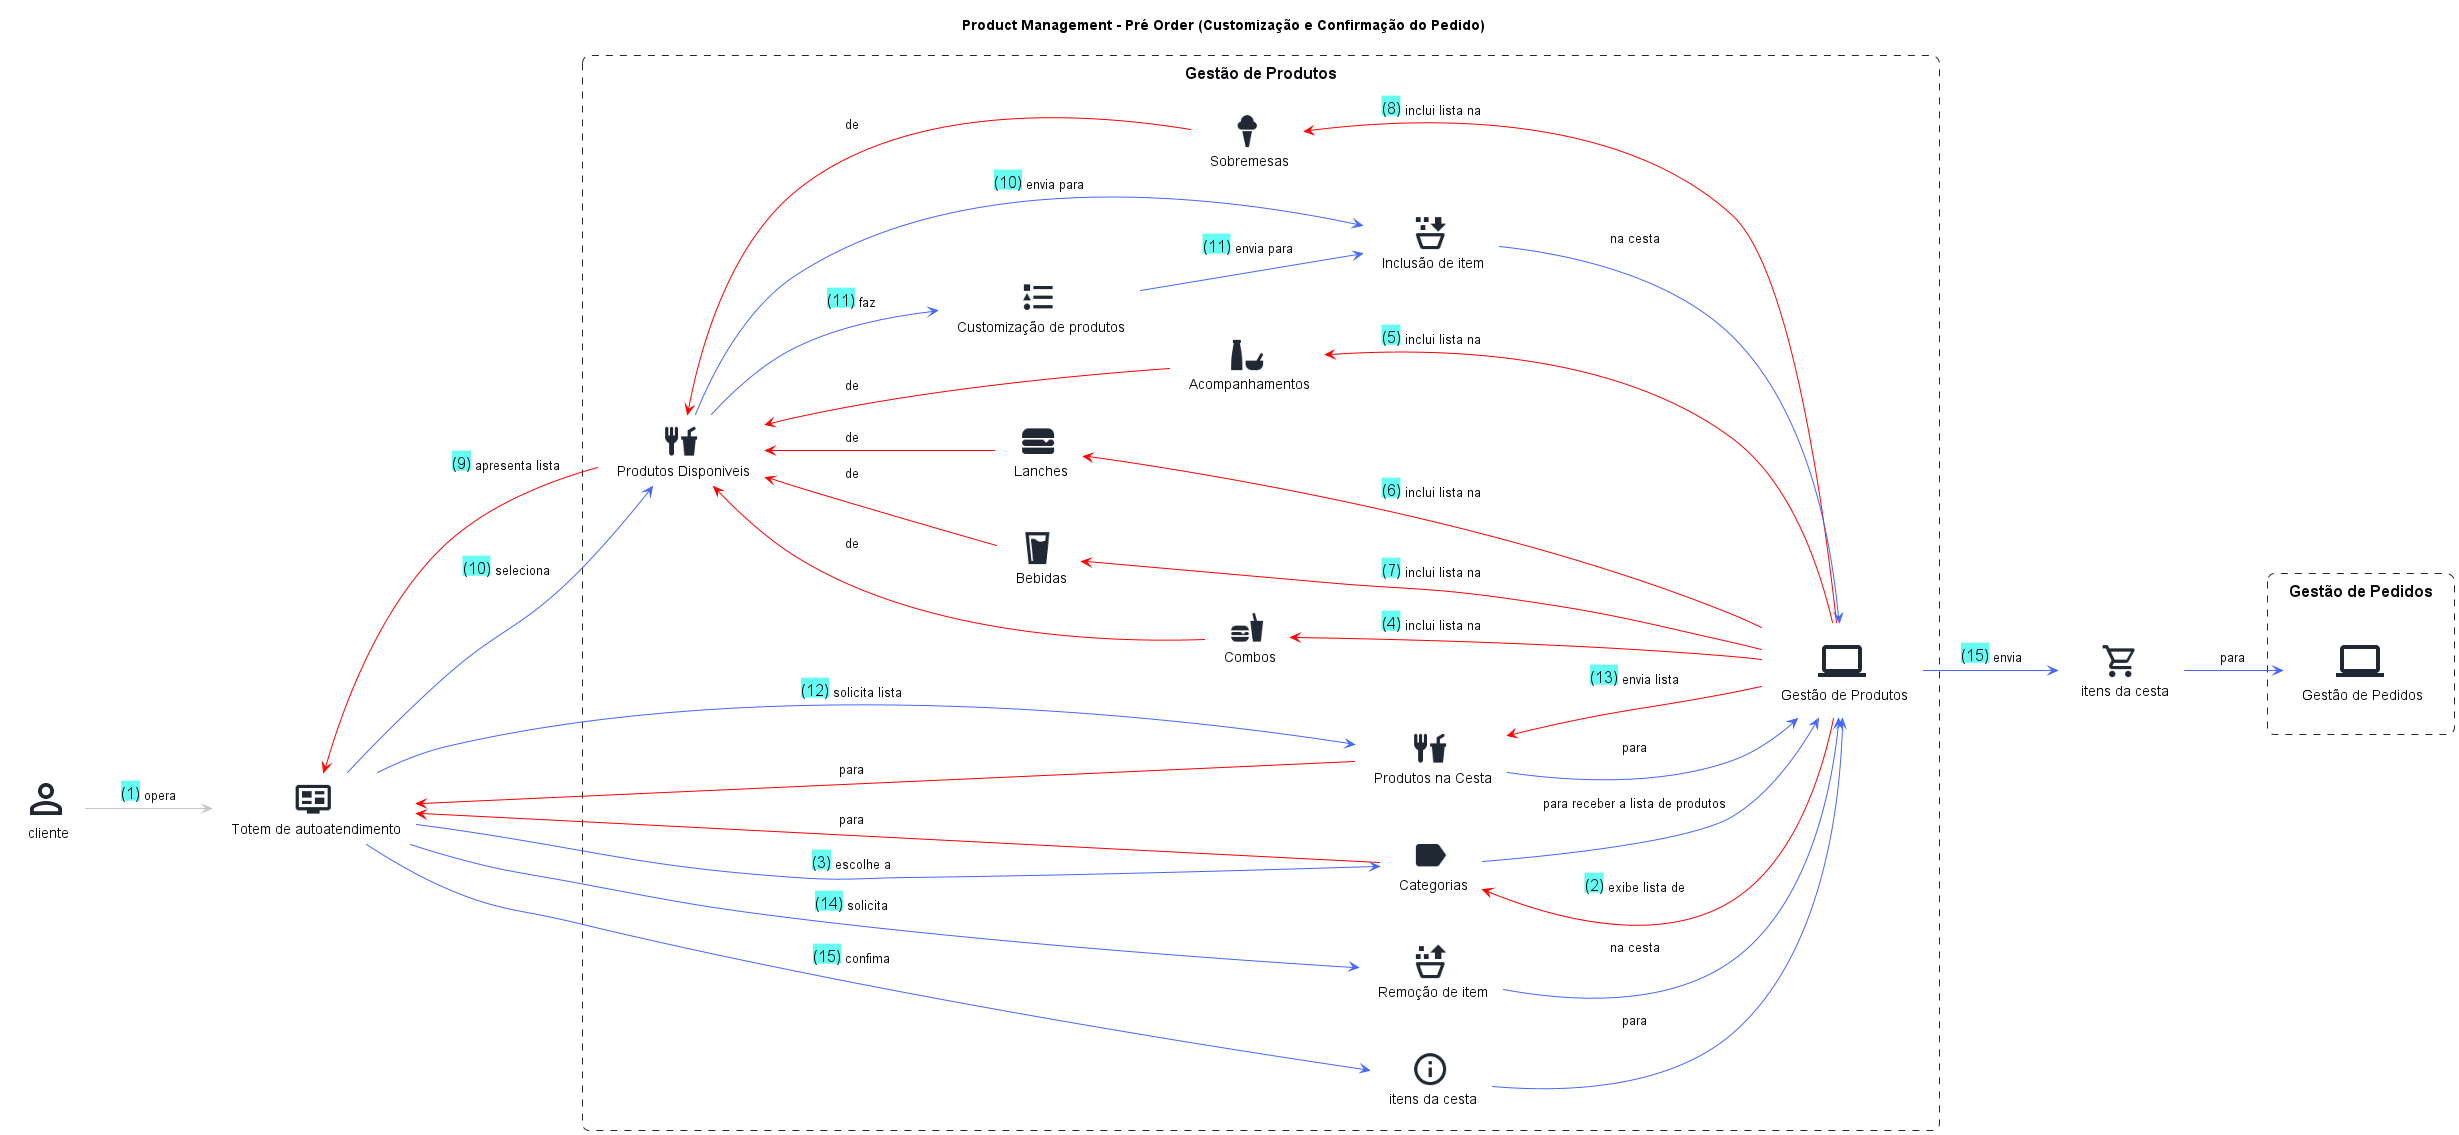 Product Management - Pré Order (Customização e Confirmação do Pedido)
Gestão de Produtos
(8) inclui lista na
de
Sobremesas
(10) envia para
na cesta
(11) envia para
Inclusão de item
(11) faz
Customização de produtos
(5) inclui lista na
de
Acompanhamentos
de
(9) apresenta lista
Produtos Disponiveis
de
Lanches
(6) inclui lista na
(10) seleciona
de
Bebidas
(7) inclui lista na
Gestão de Pedidos
(4) inclui lista na
Combos
(15) envia
para
(13) envia lista
Gestão de Produtos
itens da cesta
Gestão de Pedidos
(12) solicita lista
para
Produtos na Cesta
para
(1) opera
cliente
Totem de autoatendimento
para
para receber a lista de produtos
(3) escolhe a
Categorias
(2) exibe lista de
(14) solicita
na cesta
(15) confima
Remoção de item
para
itens da cesta